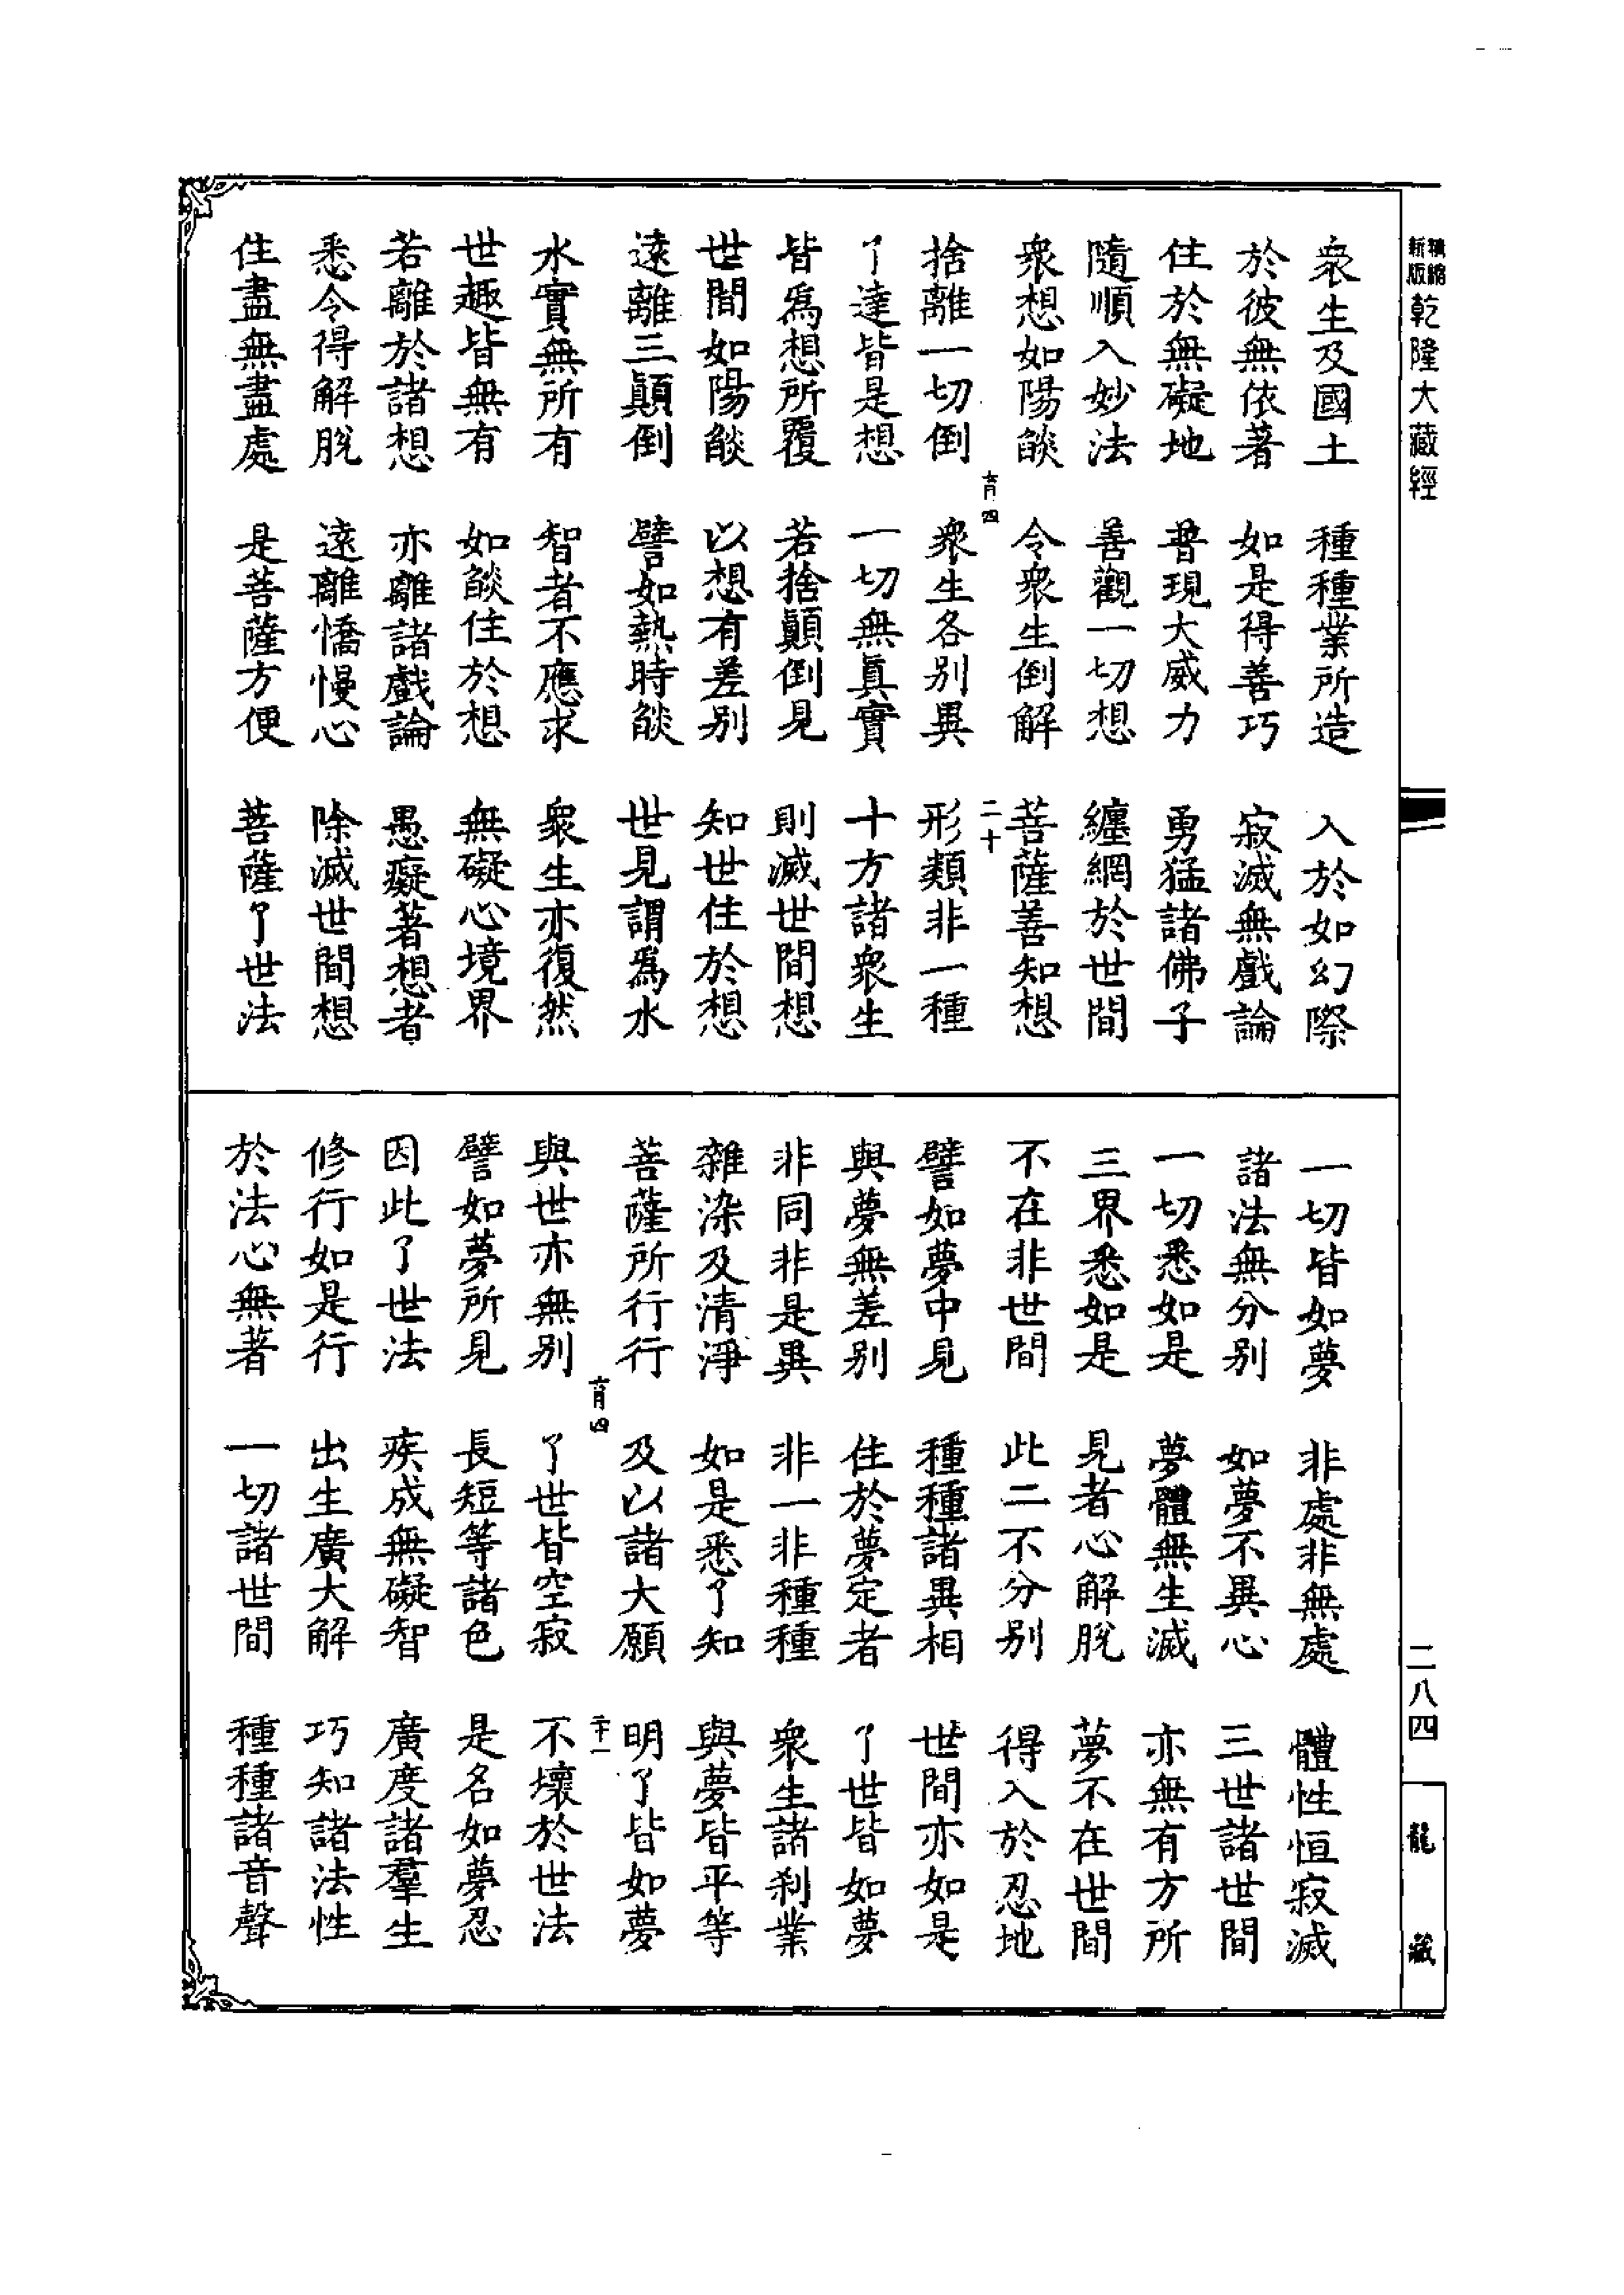 新版精縮乾隆大藏經
衆生及國土　種種業所造　入於如幻際
於彼無依著　如是得善巧　寂滅無戲論
住於無礙地　普現大威力　勇猛諸佛子
隨順入妙法　善觀一切想　纏網於世間
衆想如陽燄　令衆生倒解　菩薩善知想
育四　二十
捨離一切倒　衆生各別異　形類非一種
了達皆是想　一切無眞實　十方諸衆生
皆爲想所覆　若捨顚倒見　則滅世間想
世間如陽燄　以想有差別　知世住於想
遠離三顚倒　譬如熱時燄　世見謂爲水
水實無所有　智者不應求　衆生亦復然
世趣皆無有　如燄住於想　無礙心境界
若離於諸想　亦離諸戲論　愚癡著想者
悉令得解脫　遠離憍慢心　除滅世間想
住盡無盡處　是菩薩方便　菩薩了世法
一切皆如夢　非處非無處　體性恒寂滅
諸法無分別　如夢不異心　三世諸世間
一切悉如是　夢體無生滅　亦無有方所
三界悉如是　見者心解脫　夢不在世間
不在非世間　此二不分別　得入於忍地
譬如夢中見　種種諸異相　世間亦如是
與夢無差別　住於夢定者　了世皆如夢
非同非是異　非一非種種　衆生諸刹業
雜染及清淨　如是悉了知　與夢皆平等
菩薩所行行　及以諸大願　明了皆如夢
育四　二十一
與世亦無別　了世皆空寂　不壞於世法
譬如夢所見　長短等諸色　是名如夢忍
因此了世法　疾成無礙智　廣度諸羣生
修行如是行　出生廣大解　巧知諸法性
於法心無著　一切諸世間　種種諸音聲
二八四
龍藏